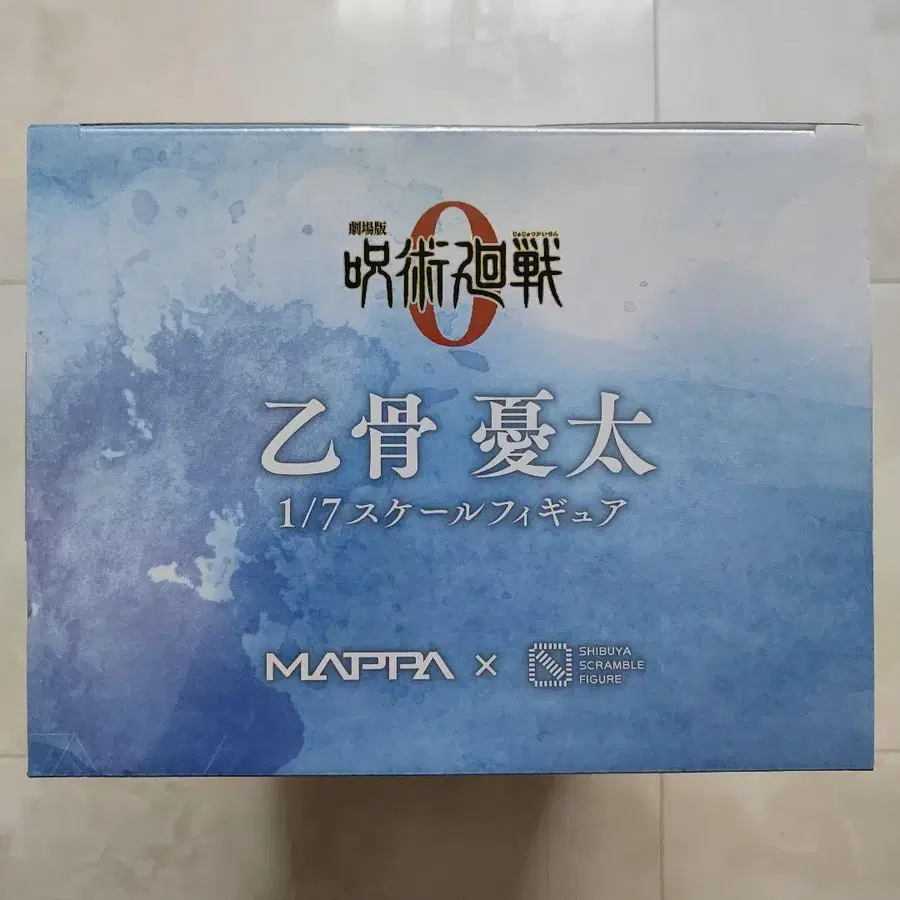 劇場版
じゅじゅつかいせん
呪術廻戦
0
乙骨 憂太
1/7スケールフィギュア
MAPPA × SHIBUYA
SCRAMBLE
FIGURE